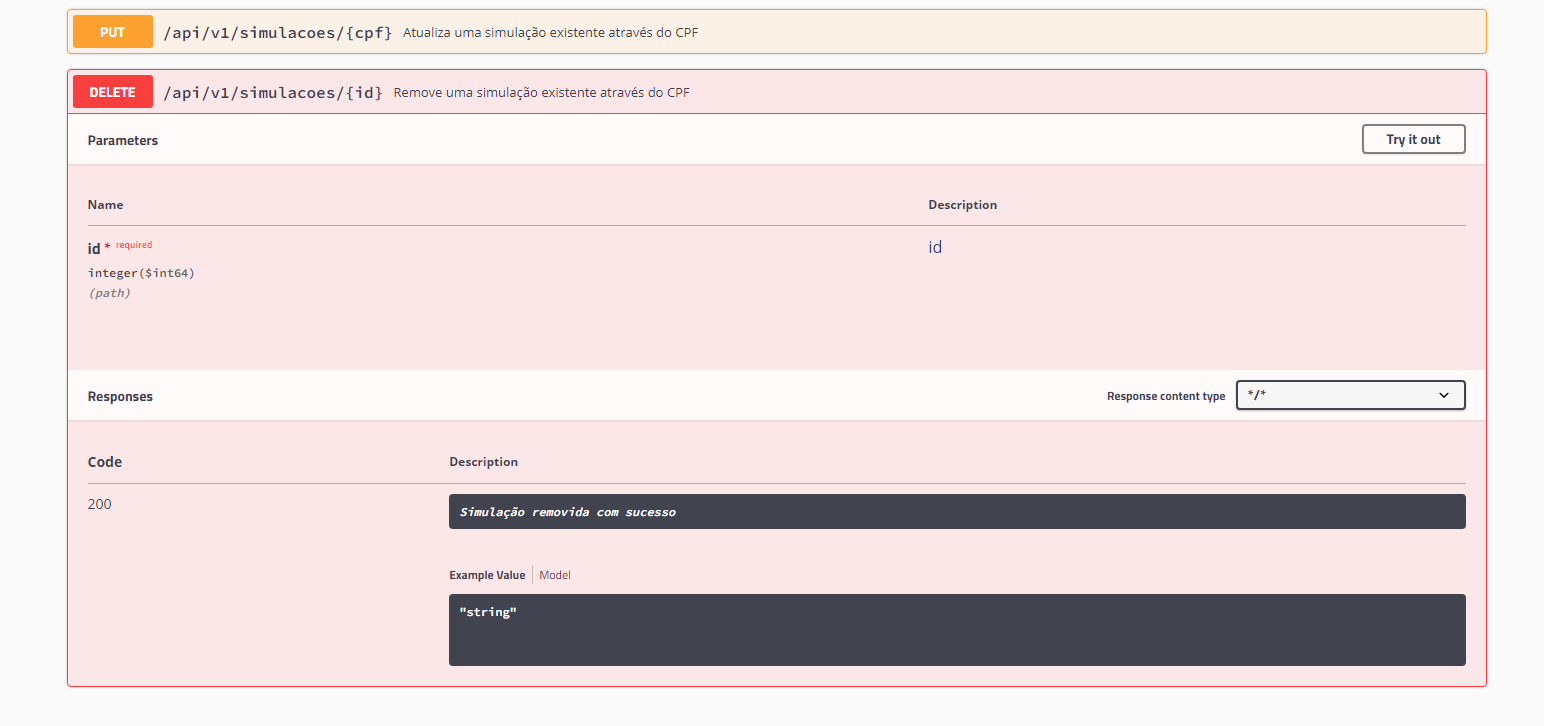 PUT /api/v1/simulacoes/{cpf} Atualiza uma simulação existente através do CPF
DELETE /api/v1/simulacoes/{id} Remove uma simulação existente através do CPF
Parameters Try it out
Name Description
id * required id
integer($int64)
(path)
Responses Response content type */*
Code Description
200 Simulação removida com sucesso
Example Value Model
"string"